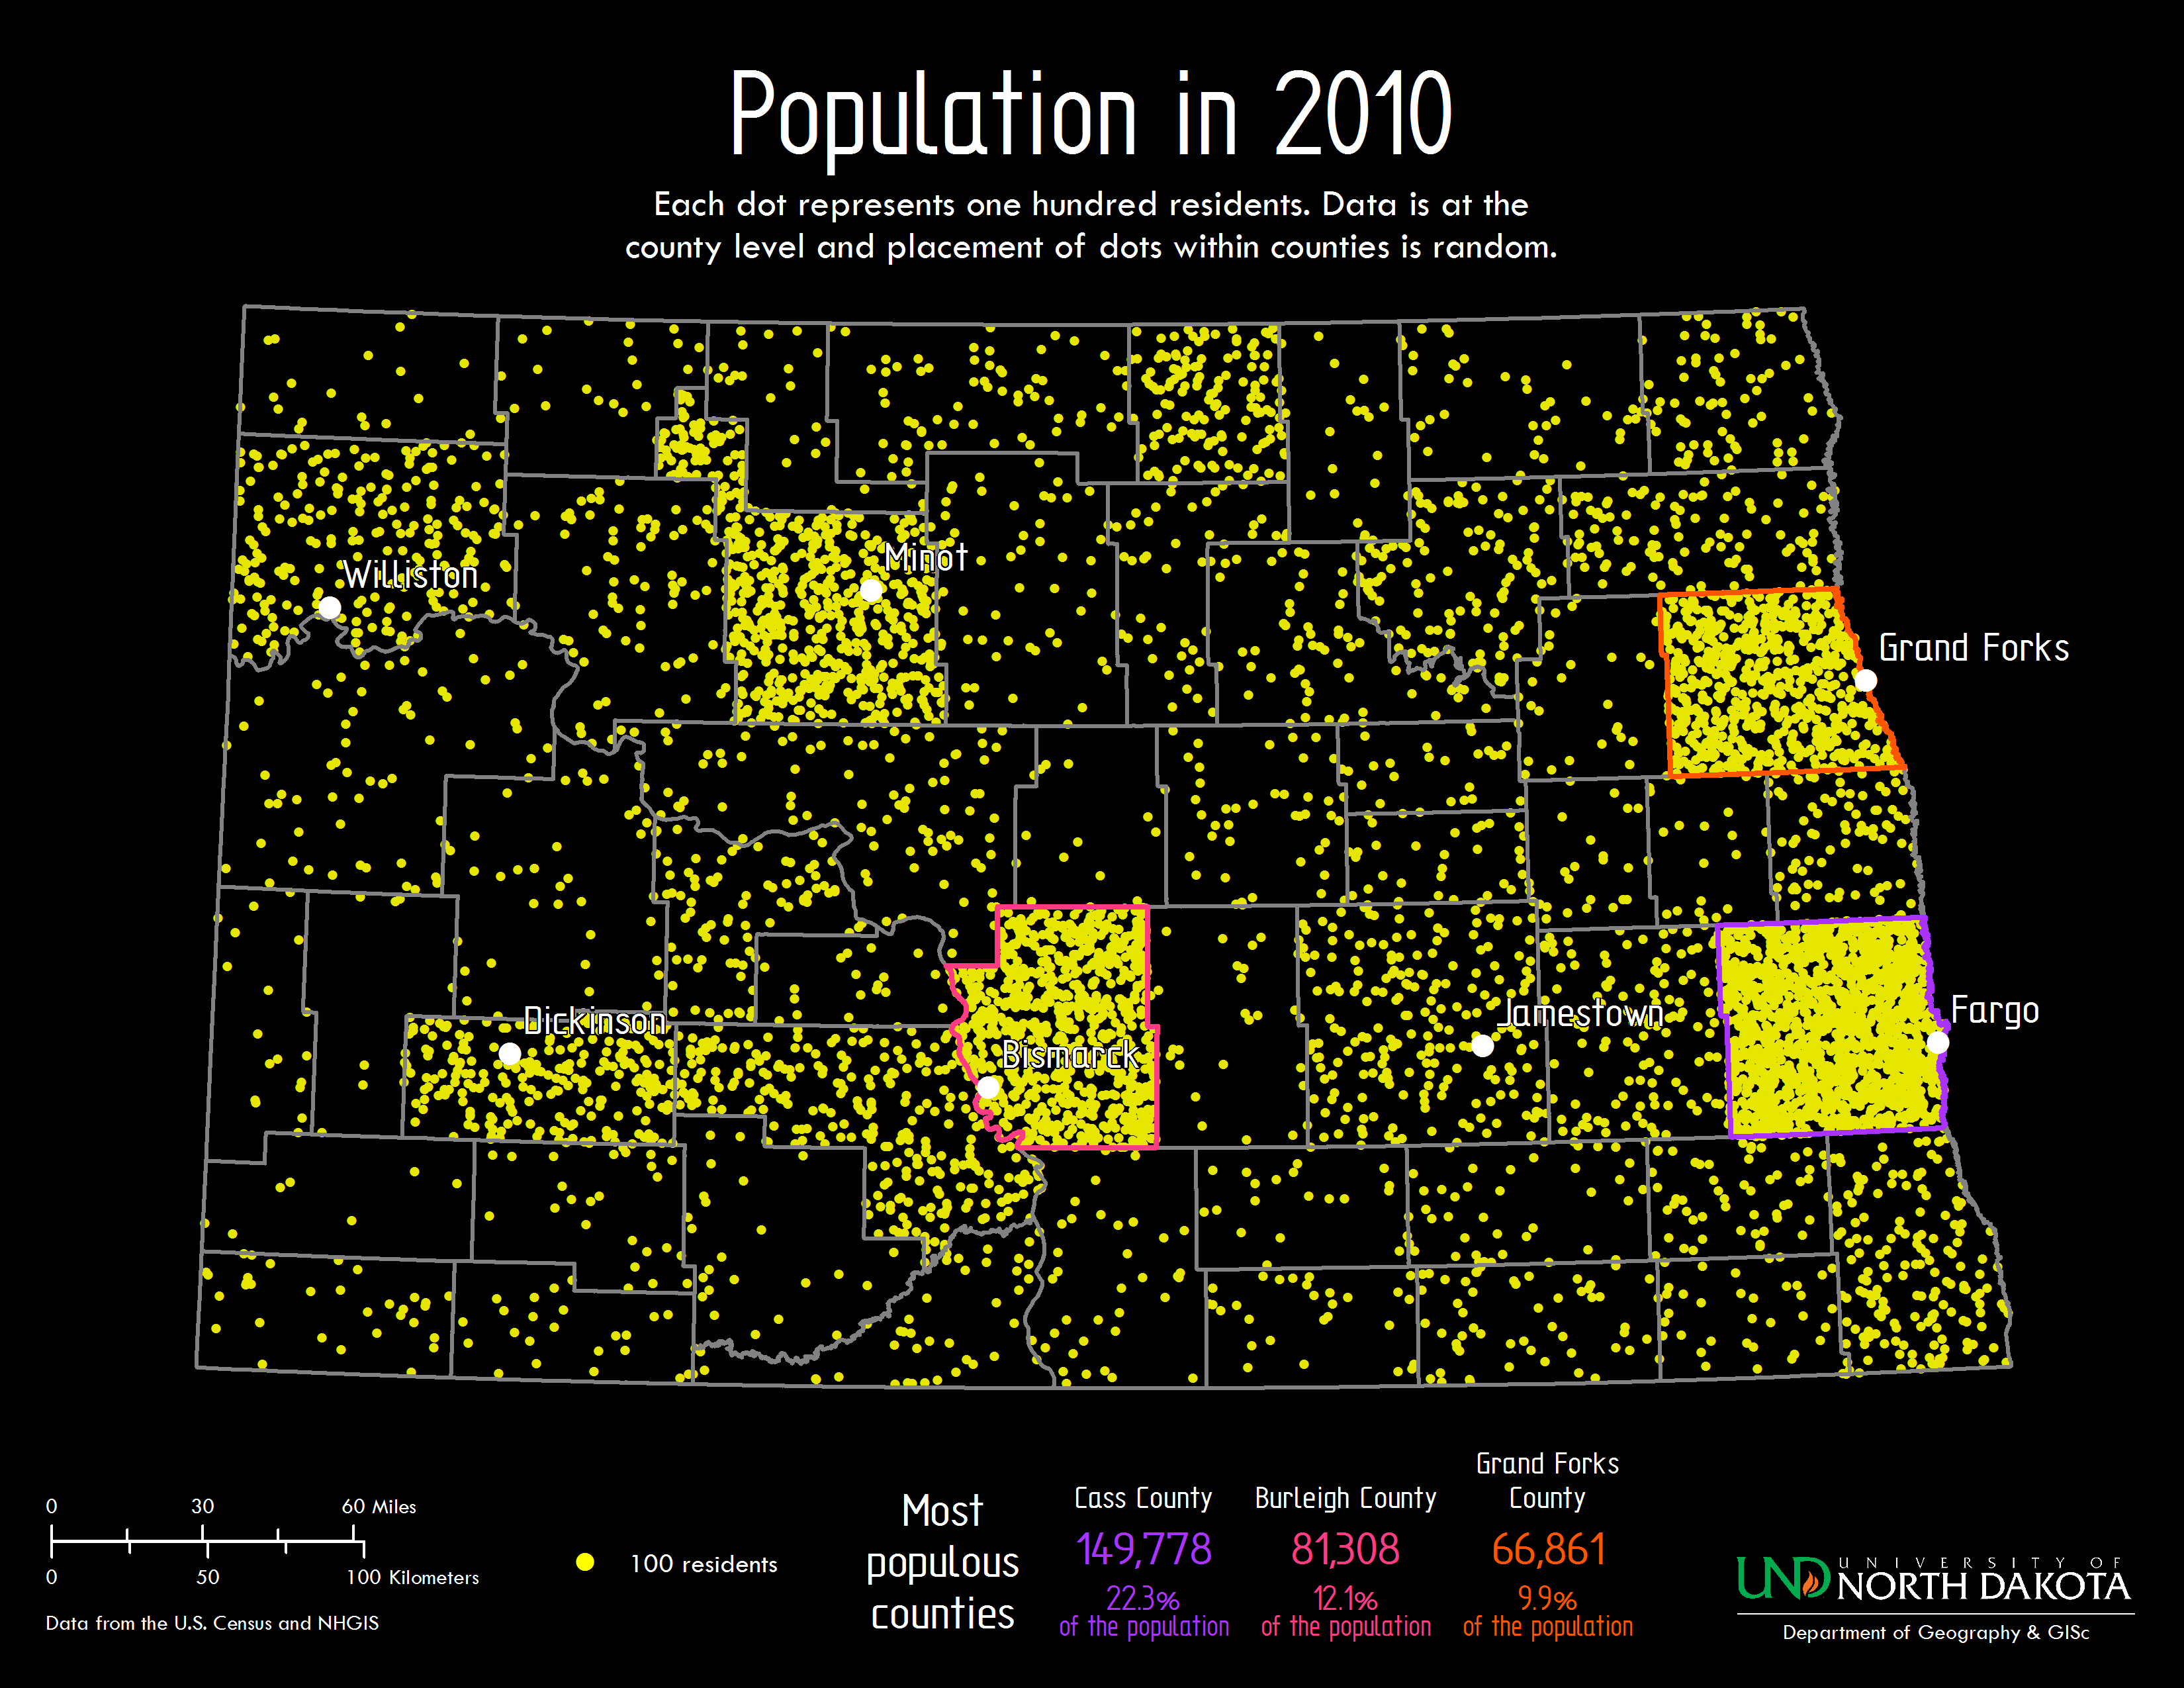 Population in 2010
Each dot represents one hundred residents. Data is at the
county level and placement of dots within counties is random.
Minot
Williston
Grand Forks
Fargo
Jamestown
Dickinson
Bismarck
0 30 60 Miles
0 50 100 Kilometers
Data from the U.S. Census and NHGIS
100 residents
Most
populous
counties
Cass County
149,778
22.3%
of the population
Burleigh County
81,308
12.1%
of the population
Grand Forks
County
66,861
9.9%
of the population
UND
UNIVERSITY OF
NORTH DAKOTA
Department of Geography & GISc